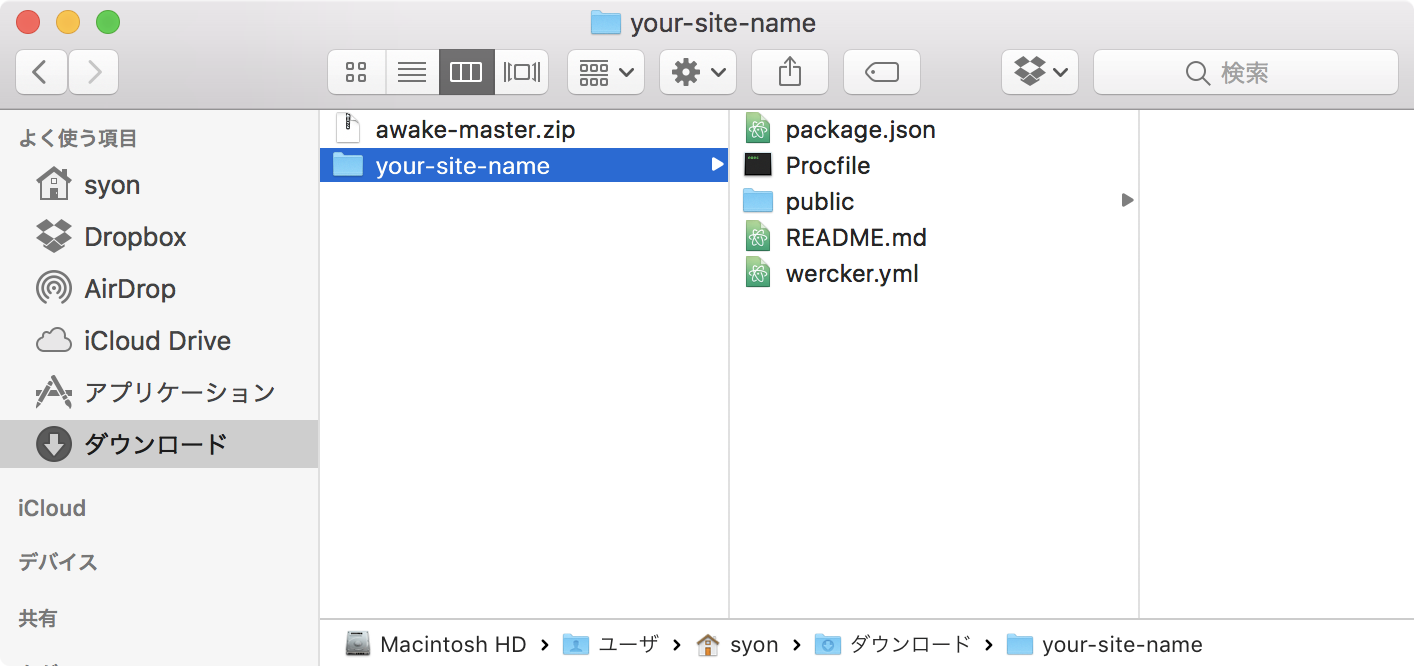 your-site-name
検索
よく使う項目
syon
Dropbox
AirDrop
iCloud Drive
アプリケーション
ダウンロード
iCloud
デバイス
共有
awake-master.zip
your-site-name
package.json
Procfile
public
README.md
wercker.yml
Macintosh HD › ユーザ › syon › ダウンロード › your-site-name